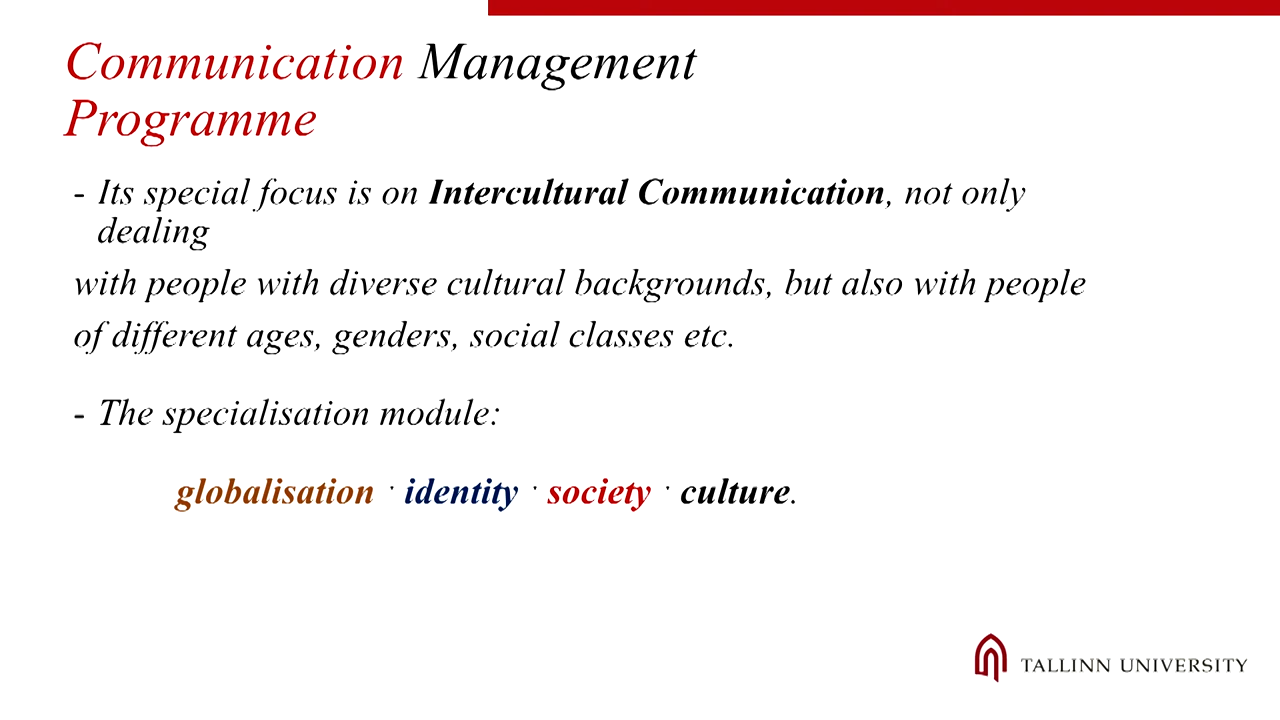 Communication Management
Programme
- Its special focus is on Intercultural Communication, not only
dealing
with people with diverse cultural backgrounds, but also with people
of different ages, genders, social classes etc.
- The specialisation module:
globalisation · identity · society · culture.
TALLINN UNIVERSITY